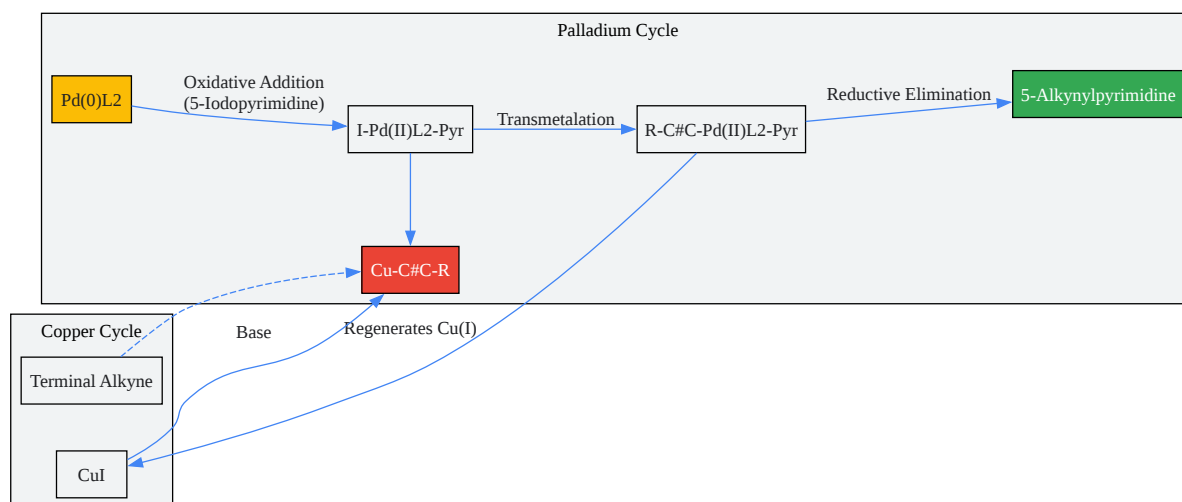 Palladium Cycle
Pd(0)L2
Oxidative Addition
(5-Iodopyrimidine)
I-Pd(II)L2-Pyr
Transmetalation
R-C#C-Pd(II)L2-Pyr
Reductive Elimination
5-Alkynylpyrimidine
Cu-C#C-R
Copper Cycle
Base
Regenerates Cu(I)
Terminal Alkyne
CuI